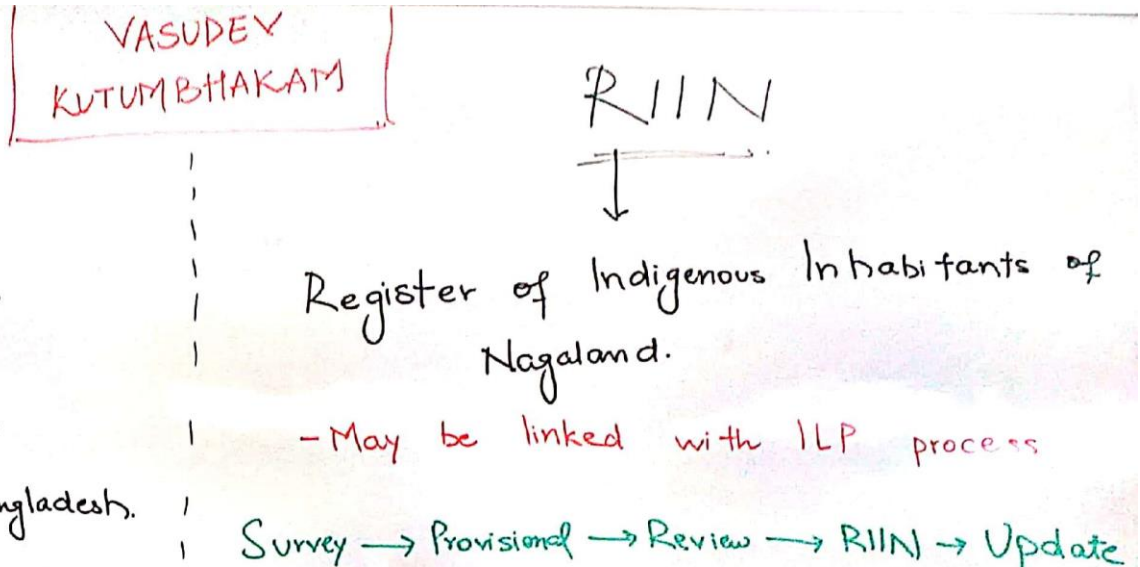 VASUDEV
KUTUMBHAKAM
RIIN
Register of Indigenous Inhabitants of
Nagaland.
- May be linked with ILP process
ngladesh.
Survey → Provisional → Review → RIIN → Update